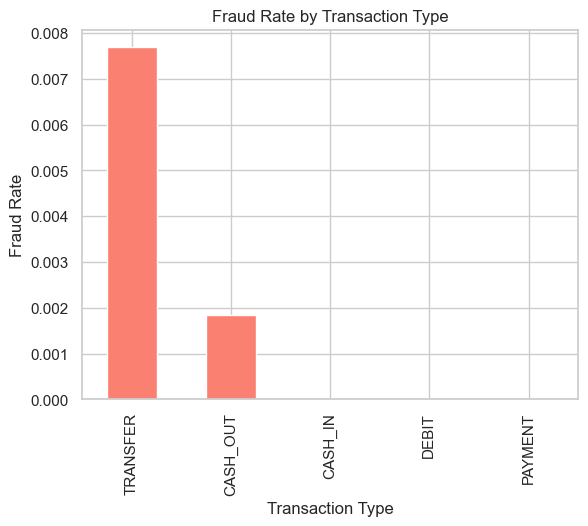 Fraud Rate by Transaction Type
0.008
0.007
0.006
0.005
0.004
0.003
0.002
0.001
0.000
Fraud Rate
TRANSFER
CASH_OUT
CASH_IN
DEBIT
PAYMENT
Transaction Type